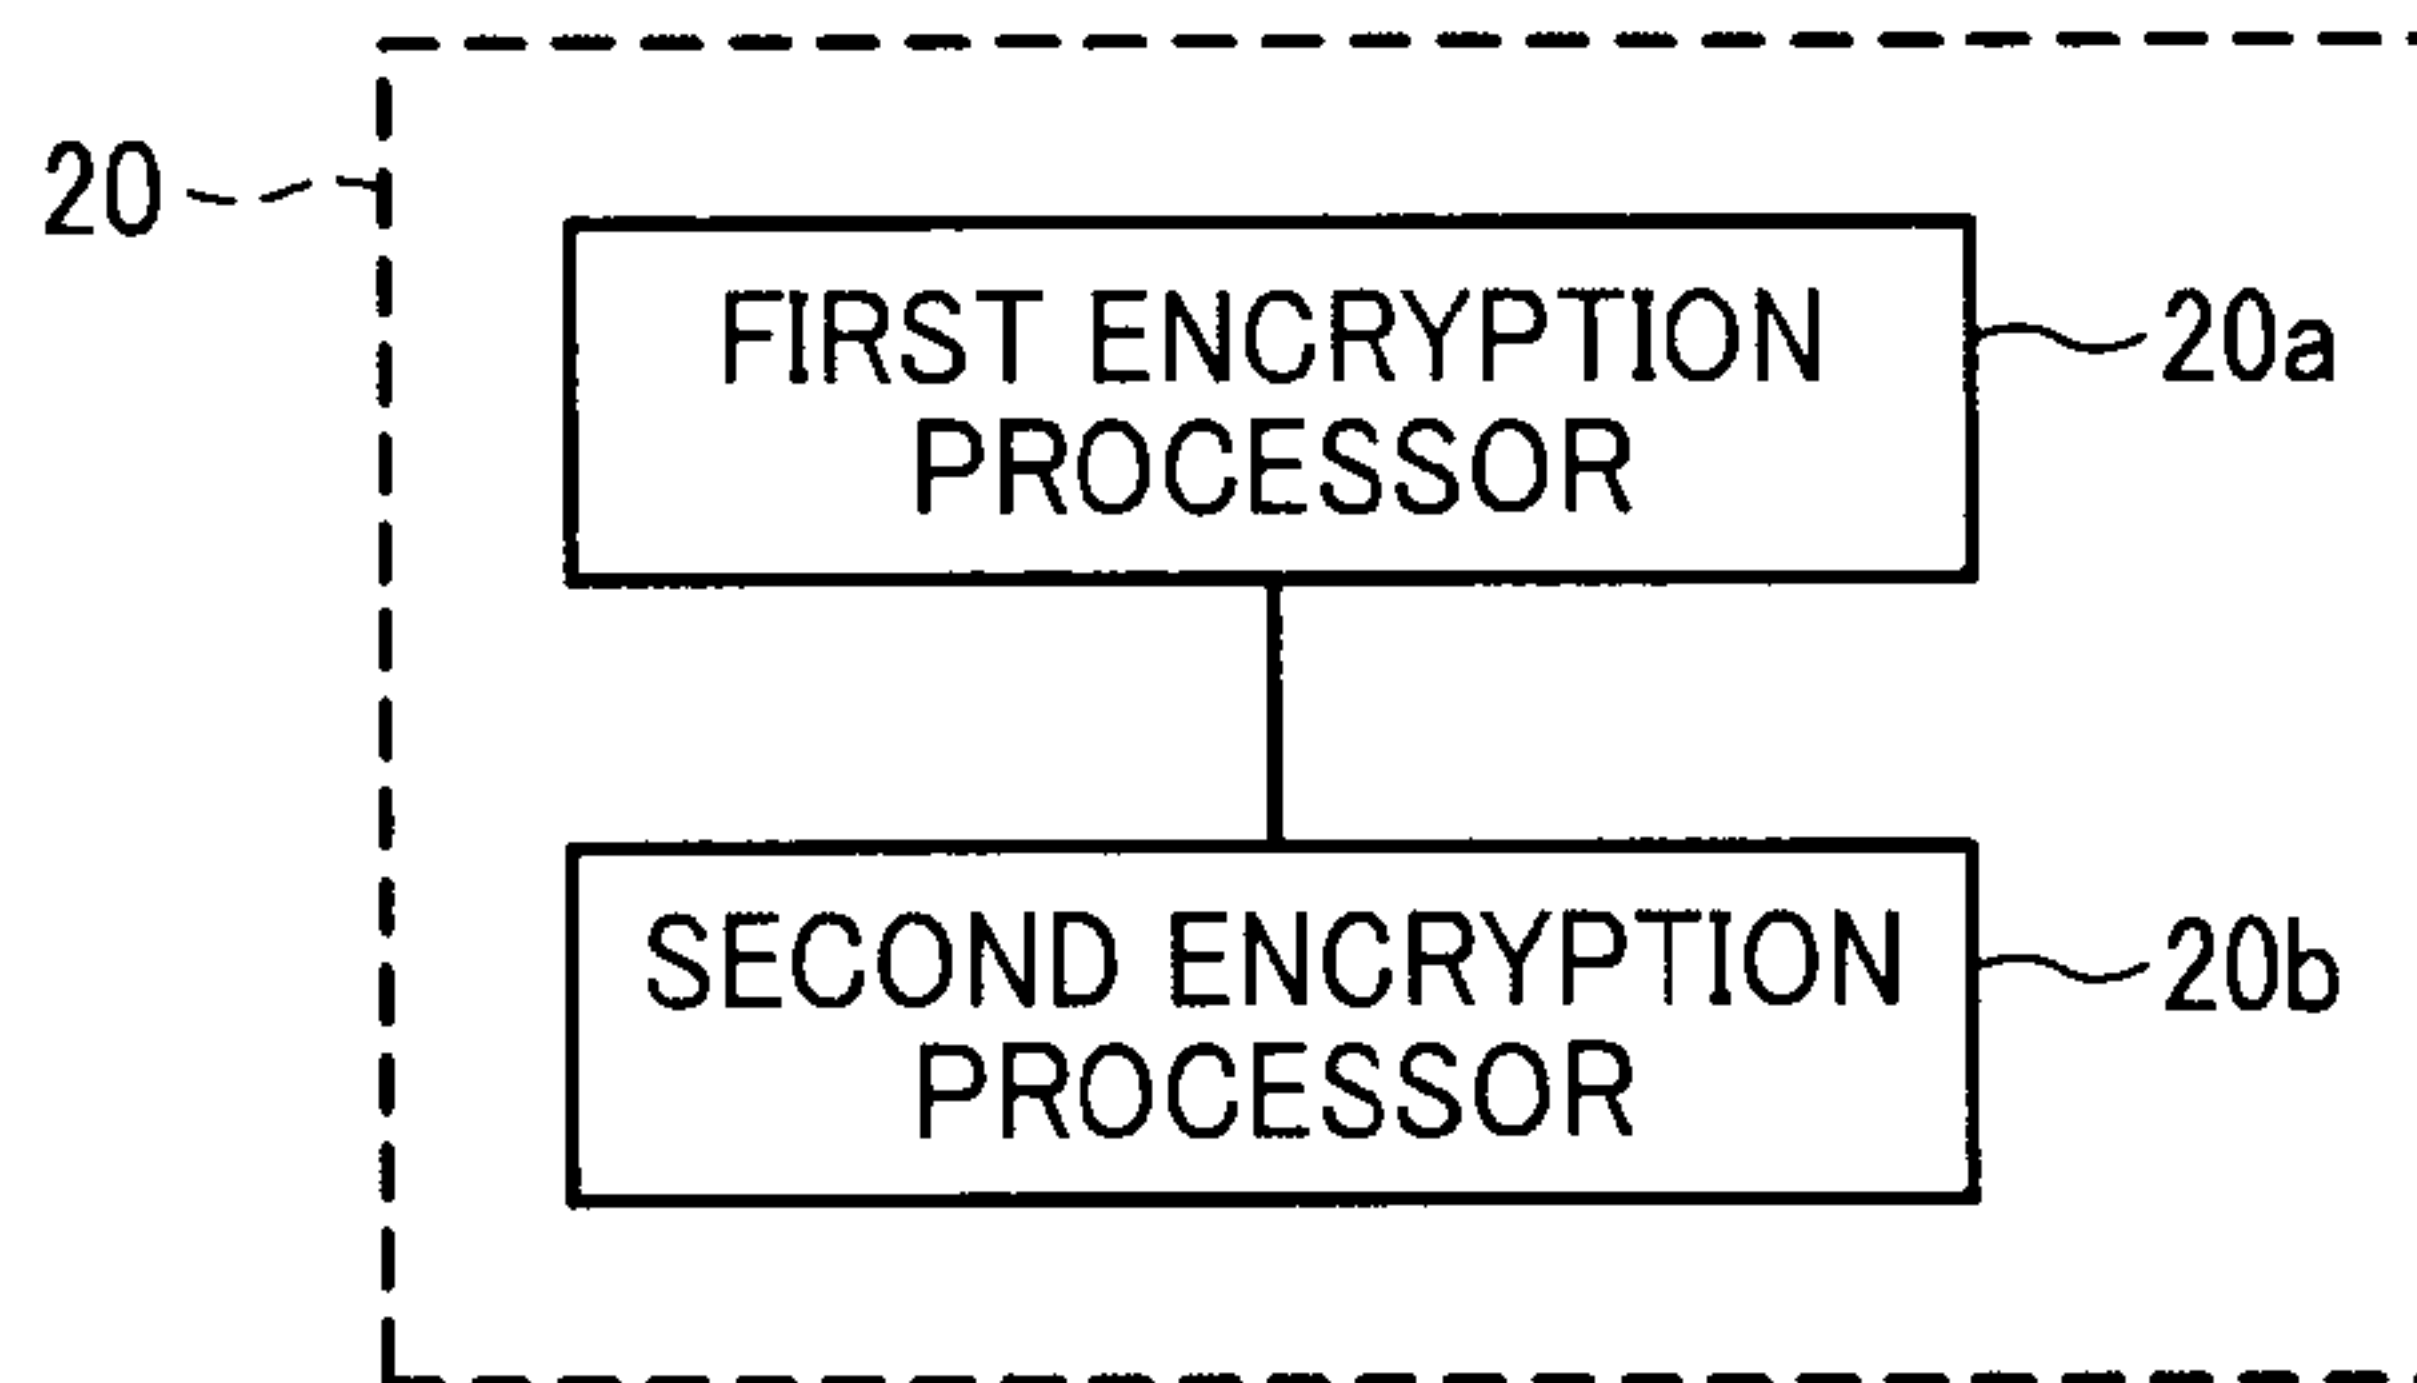 20
FIRST ENCRYPTION
PROCESSOR
20a
SECOND ENCRYPTION
PROCESSOR
20b